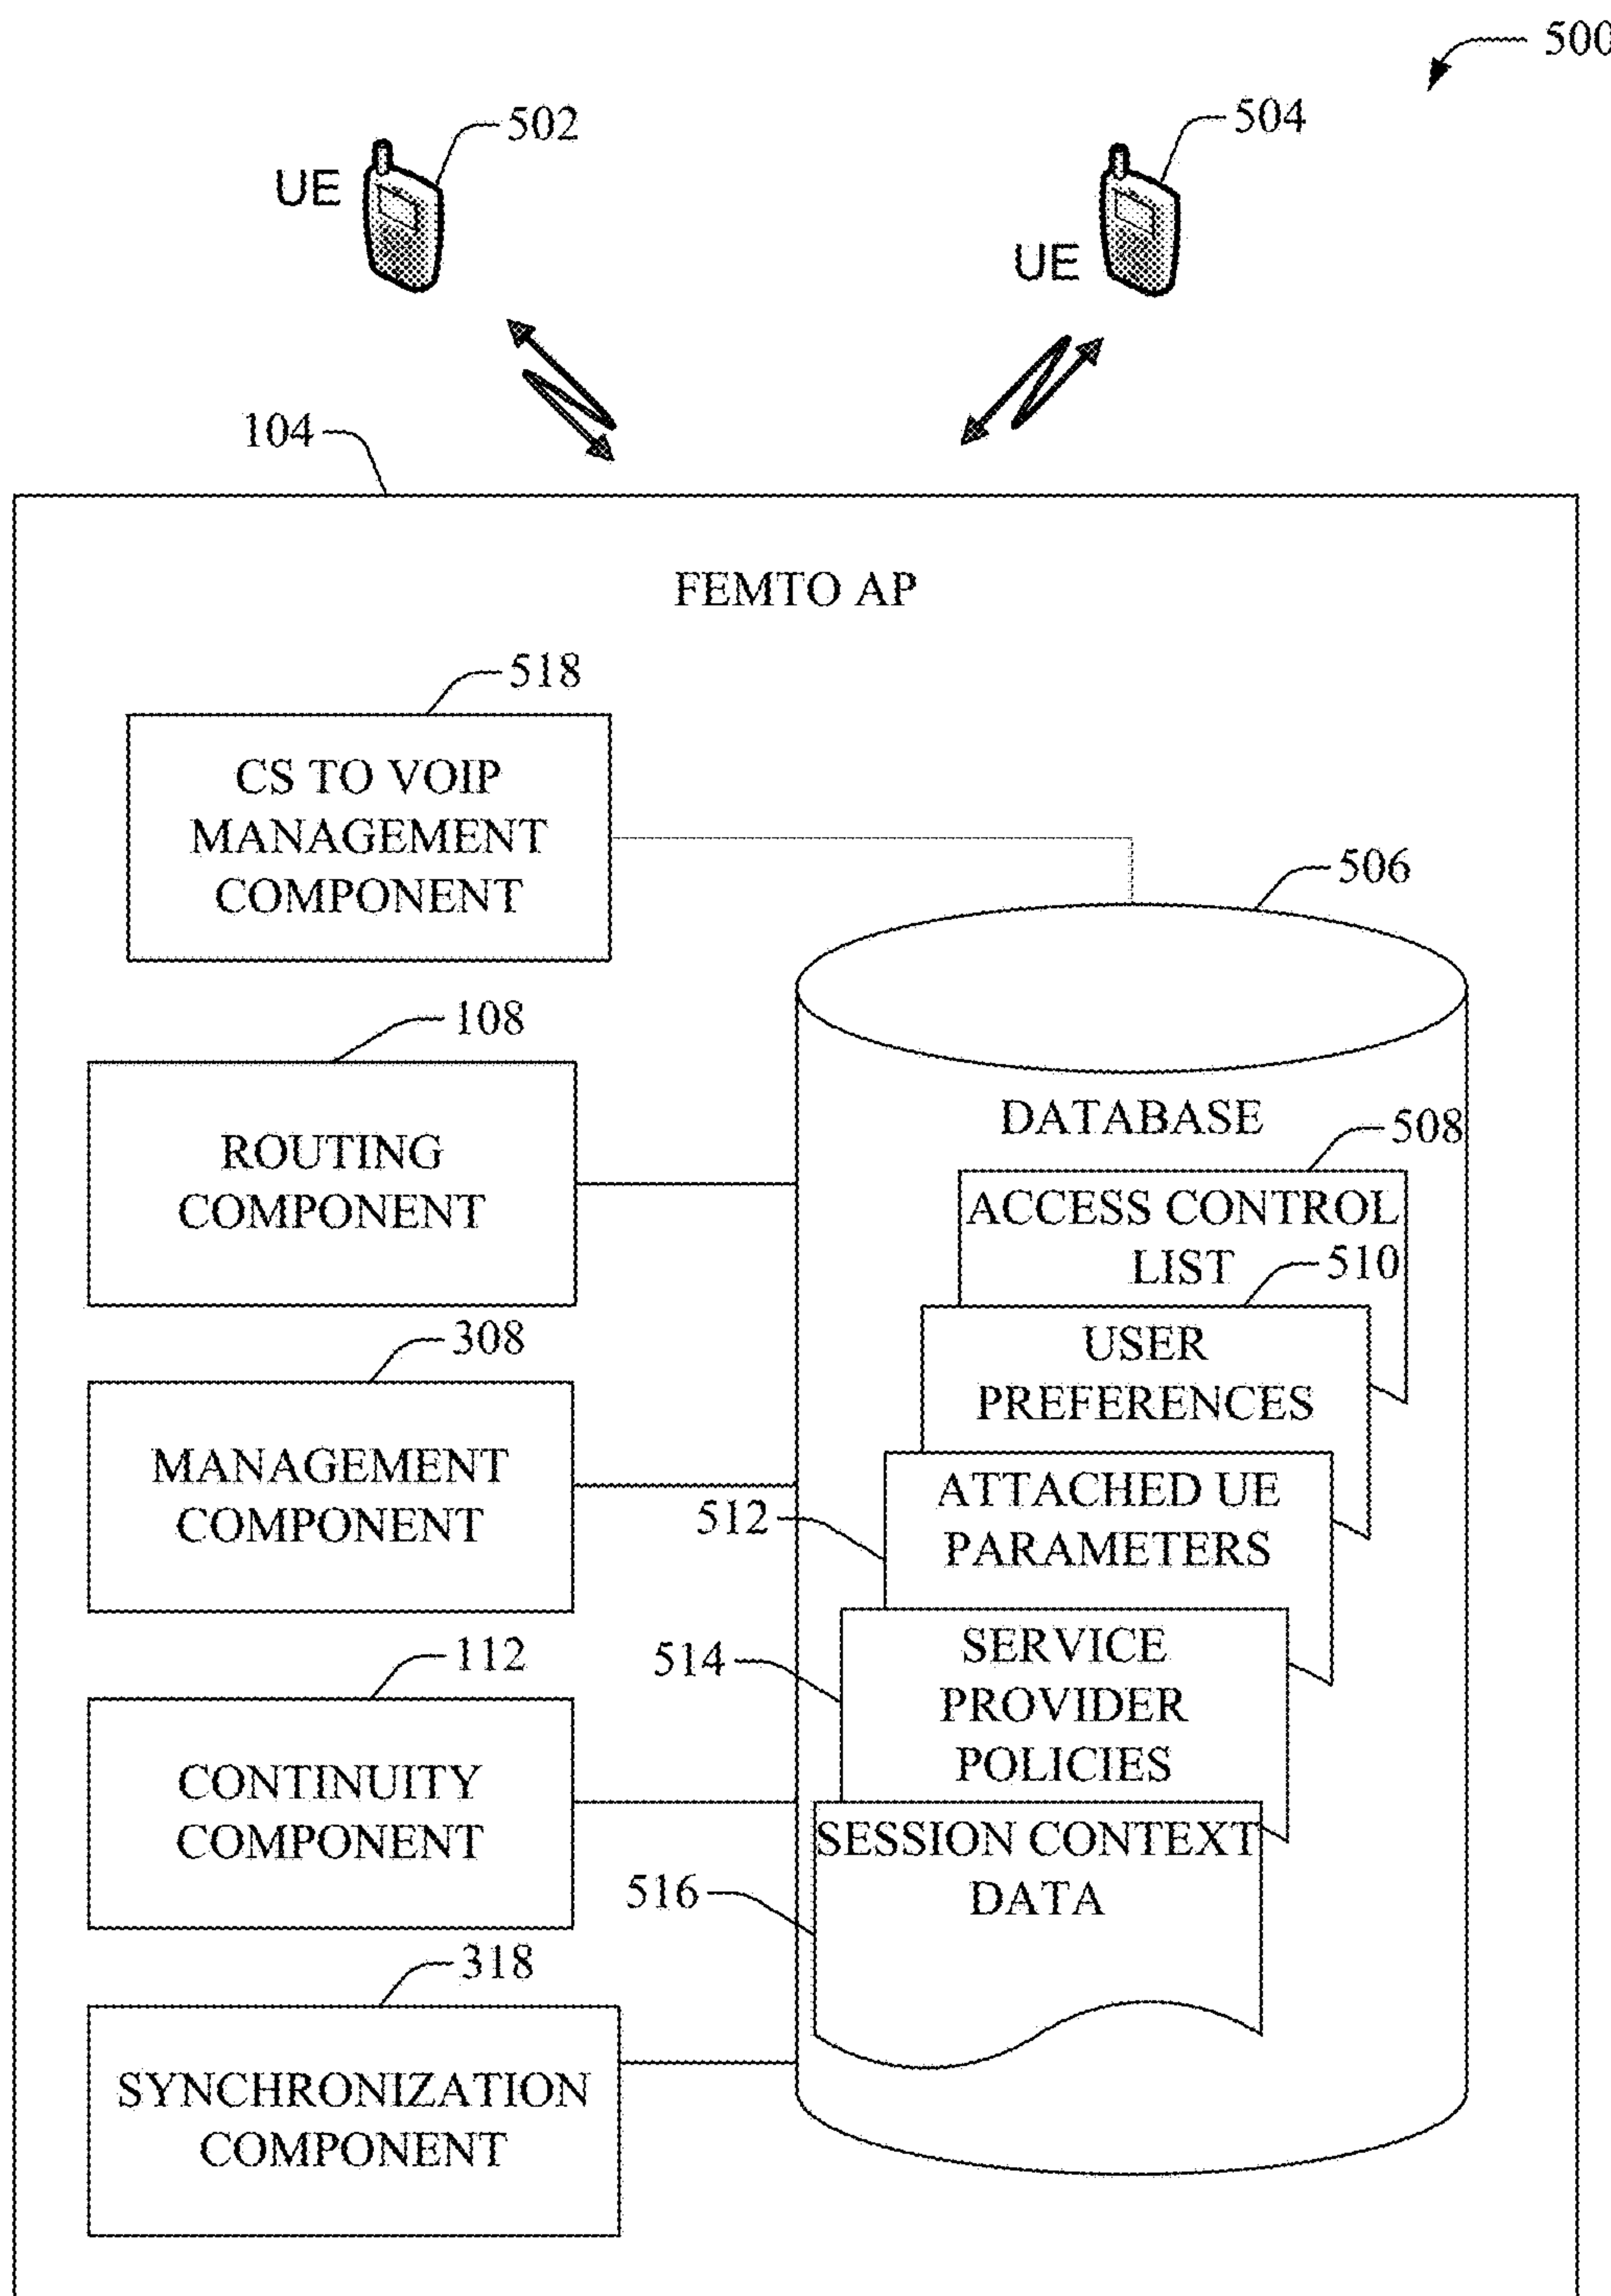 500
502
504
UE
UE
104
FEMTO AP
518
CS TO VOIP
MANAGEMENT
COMPONENT
506
108
ROUTING
COMPONENT
DATABASE
508
ACCESS CONTROL
LIST
510
308
USER
PREFERENCES
MANAGEMENT
COMPONENT
ATTACHED UE
PARAMETERS
512
112
SERVICE
PROVIDER
POLICIES
514
CONTINUITY
COMPONENT
SESSION CONTEXT
DATA
516
318
SYNCHRONIZATION
COMPONENT